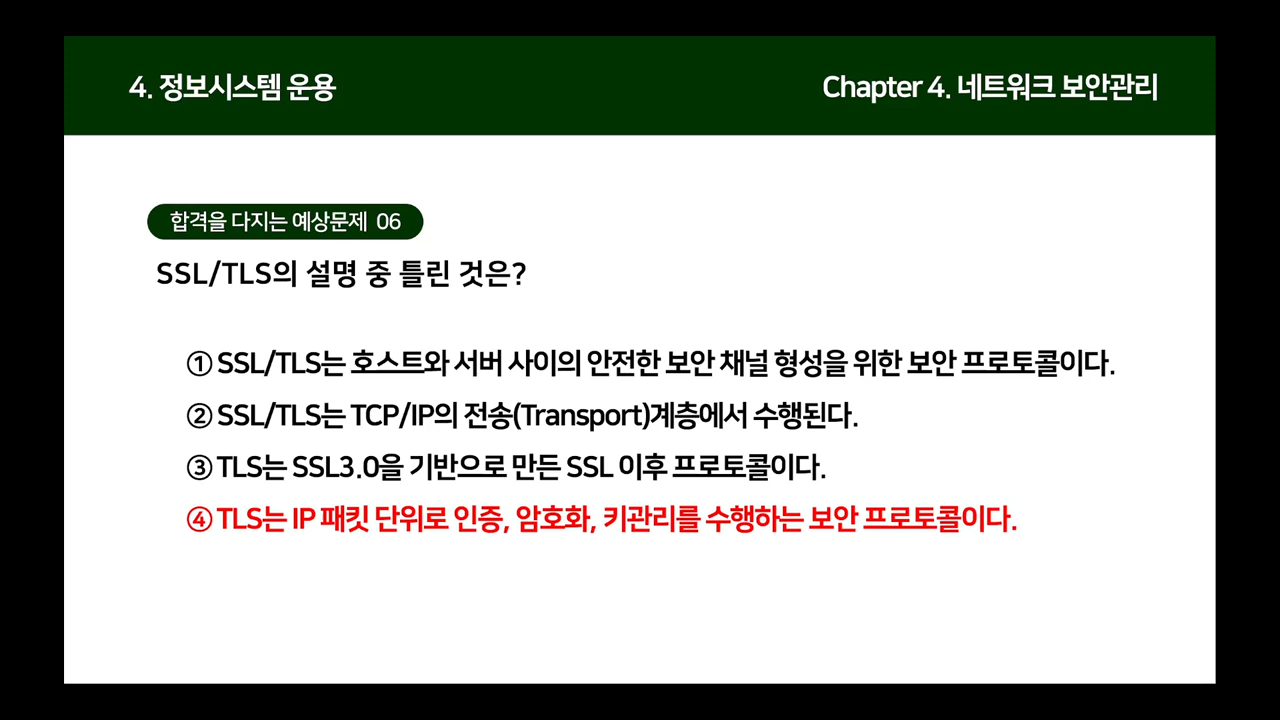 4. 정보시스템 운용
Chapter 4. 네트워크 보안관리
합격을 다지는 예상문제 06
SSL/TLS의 설명 중 틀린 것은?
① SSL/TLS는 호스트와 서버 사이의 안전한 보안 채널 형성을 위한 보안 프로토콜이다.
② SSL/TLS는 TCP/IP의 전송(Transport)계층에서 수행된다.
③ TLS는 SSL3.0을 기반으로 만든 SSL 이후 프로토콜이다.
④ TLS는 IP 패킷 단위로 인증, 암호화, 키관리를 수행하는 보안 프로토콜이다.